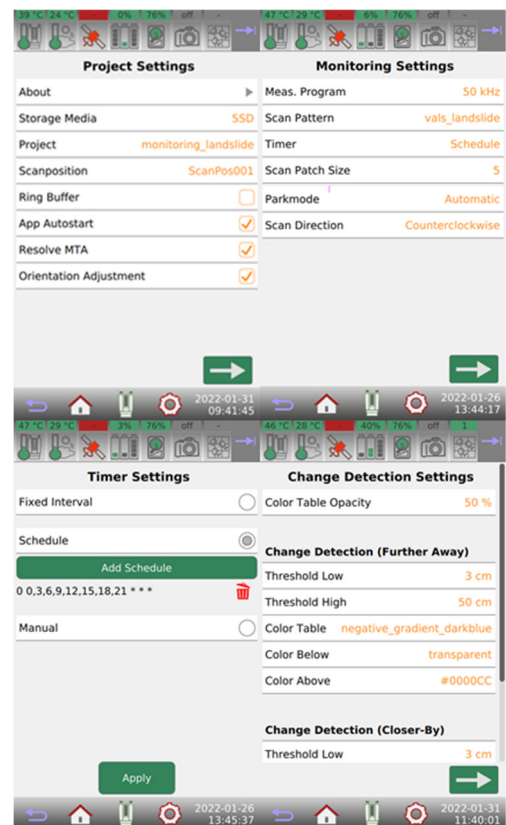 39 °C 24 °C - 0% 76% off -
Project Settings
About
Storage Media SSD
Project monitoring_landslide
Scanposition ScanPos001
Ring Buffer
App Autostart
Resolve MTA
Orientation Adjustment
2022-01-31
09:41:45
47 °C 29 °C - 6% 76% off -
Monitoring Settings
Meas. Program 50 kHz
Scan Pattern vals_landslide
Timer Schedule
Scan Patch Size 5
Parkmode Automatic
Scan Direction Counterclockwise
2022-01-26
13:44:17
47 °C 29 °C - 3% 76% off -
Timer Settings
Fixed Interval
Schedule
Add Schedule
0 0,3,6,9,12,15,18,21 * * *
Manual
Apply
2022-01-26
13:45:37
46 °C 28 °C - 40% 76% off 1
Change Detection Settings
Color Table Opacity 50 %
Change Detection (Further Away)
Threshold Low 3 cm
Threshold High 50 cm
Color Table negative_gradient_darkblue
Color Below transparent
Color Above #0000CC
Change Detection (Closer-By)
Threshold Low 3 cm
2022-01-31
11:40:01